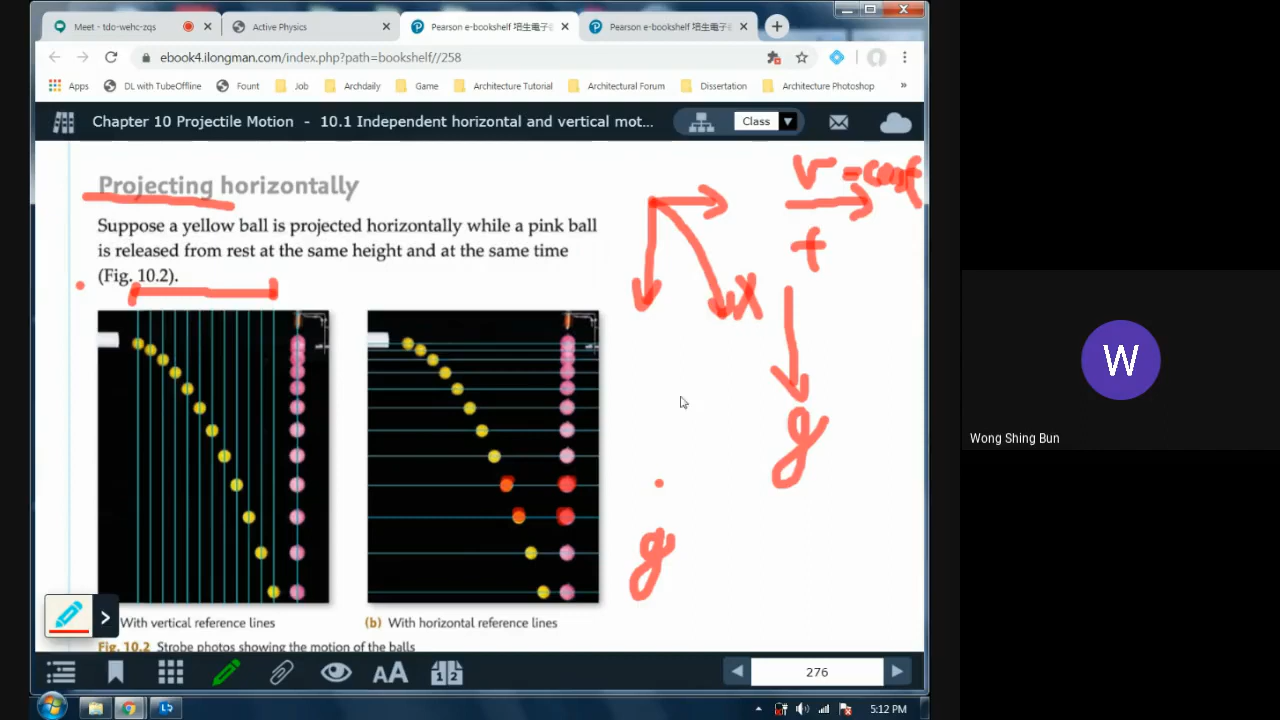 Meet - tdo-wehc-zqs
Active Physics
Pearson e-bookshelf 培生電子
Pearson e-bookshelf 培生電子
ebook4.ilongman.com/index.php?path=bookshelf//258
Apps DL with TubeOffline Fount Job Archdaily Game Architecture Tutorial Architectural Forum Dissertation Architecture Photoshop »
Chapter 10 Projectile Motion - 10.1 Independent horizontal and vertical mot... Class
Projecting horizontally
v = const
+
Suppose a yellow ball is projected horizontally while a pink ball
is released from rest at the same height and at the same time
(Fig. 10.2).
g
g
W
Wong Shing Bun
With vertical reference lines
(b) With horizontal reference lines
Fig. 10.2 Strobe photos showing the motion of the balls
AA
1 2
276
5:12 PM